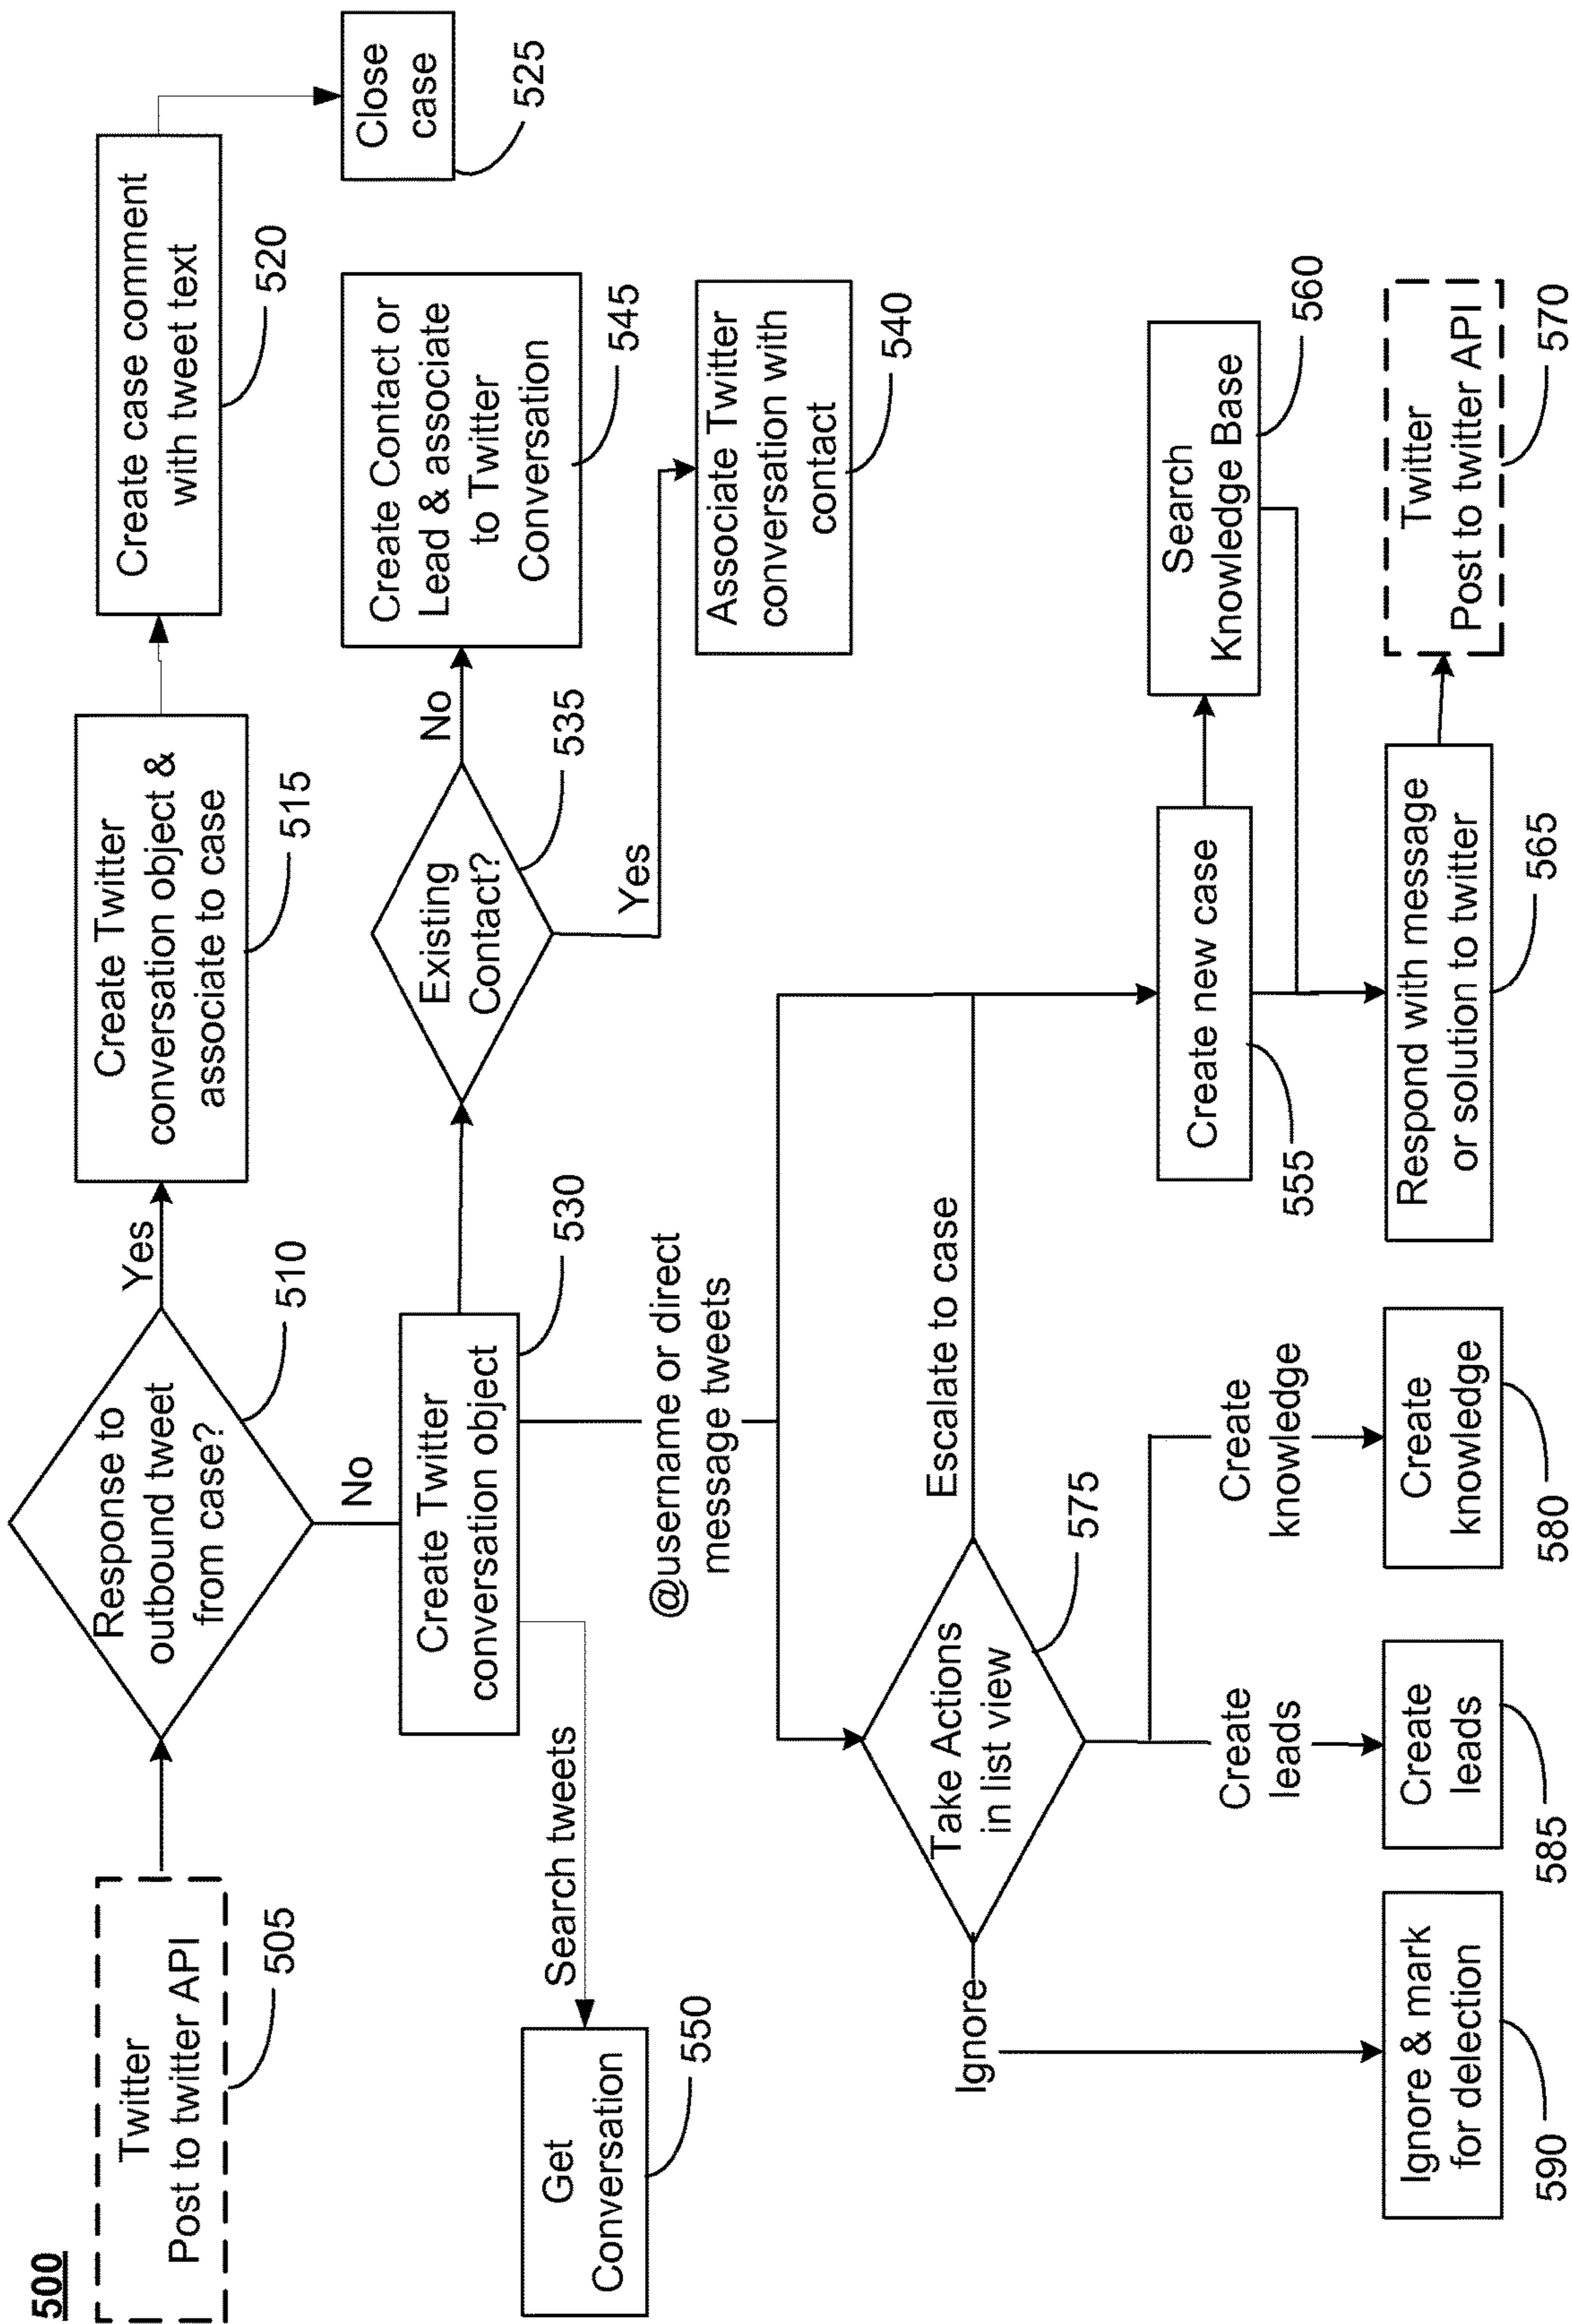 500
Twitter
Post to twitter API
505
Response to
outbound tweet
from case?
510
Yes
No
Create Twitter
conversation object &
associate to case
515
Create case comment
with tweet text
520
Close
case
525
Create Twitter
conversation object
530
Existing
Contact?
535
No
Yes
Create Contact or
Lead & associate
to Twitter
Conversation
545
Associate Twitter
conversation with
contact
540
Search tweets
Get
Conversation
550
@username or direct
message tweets
Take Actions
in list view
575
Escalate to case
Create new case
555
Search
Knowledge Base
560
Respond with message
or solution to twitter
565
Twitter
Post to twitter API
570
Ignore
Ignore & mark
for delection
590
Create
leads
Create
leads
585
Create
knowledge
Create
knowledge
580